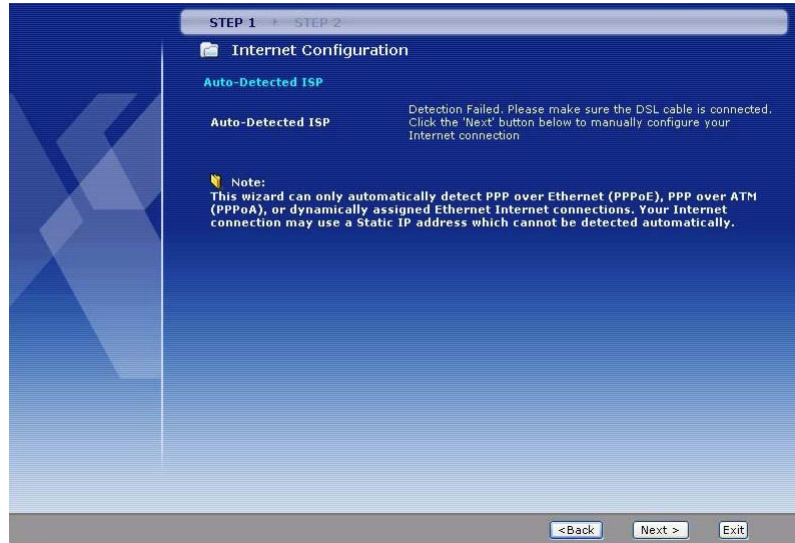 STEP 1 STEP 2
Internet Configuration
Auto-Detected ISP
Auto-Detected ISP
Detection Failed. Please make sure the DSL cable is connected.
Click the 'Next' button below to manually configure your
Internet connection
Note:
This wizard can only automatically detect PPP over Ethernet (PPPoE), PPP over ATM
(PPPoA), or dynamically assigned Ethernet Internet connections. Your Internet
connection may use a Static IP address which cannot be detected automatically.
<Back Next > Exit